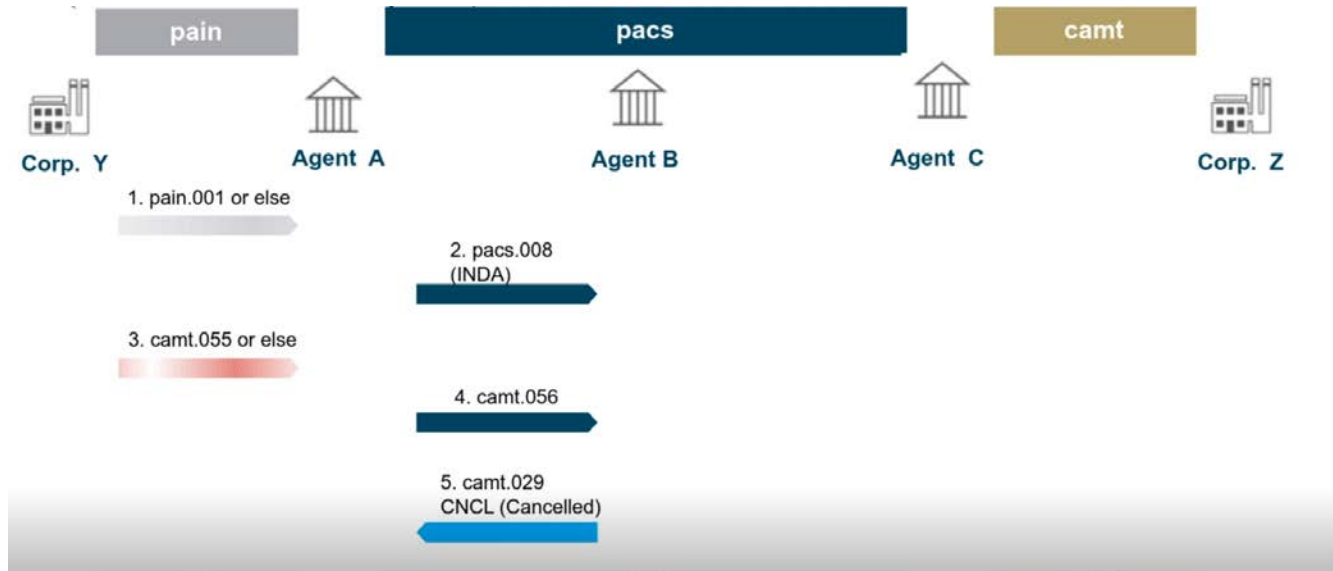 pain
pacs
camt
Corp. Y
Agent A
Agent B
Agent C
Corp. Z
1. pain.001 or else
2. pacs.008
(INDA)
3. camt.055 or else
4. camt.056
5. camt.029
CNCL (Cancelled)